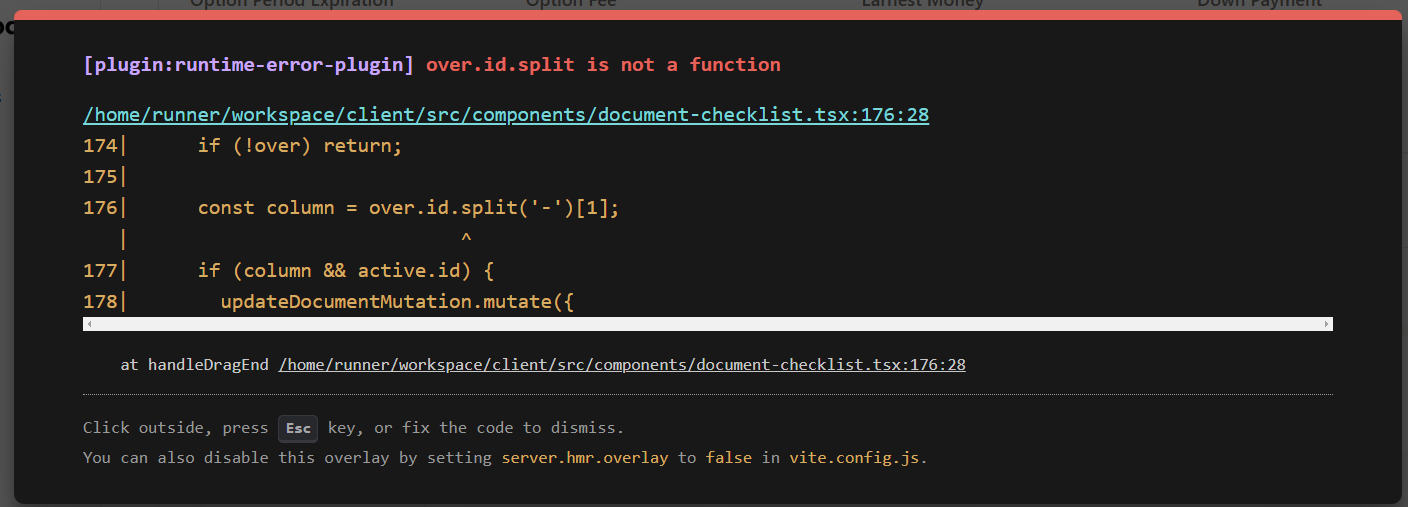 Option Period Expiration Option Fee Earnest Money Down Payment
[plugin:runtime-error-plugin] over.id.split is not a function
/home/runner/workspace/client/src/components/document-checklist.tsx:176:28
174|      if (!over) return;
175|
176|      const column = over.id.split('-')[1];
   |                             ^
177|      if (column && active.id) {
178|        updateDocumentMutation.mutate({
at handleDragEnd /home/runner/workspace/client/src/components/document-checklist.tsx:176:28
Click outside, press Esc key, or fix the code to dismiss.
You can also disable this overlay by setting server.hmr.overlay to false in vite.config.js.